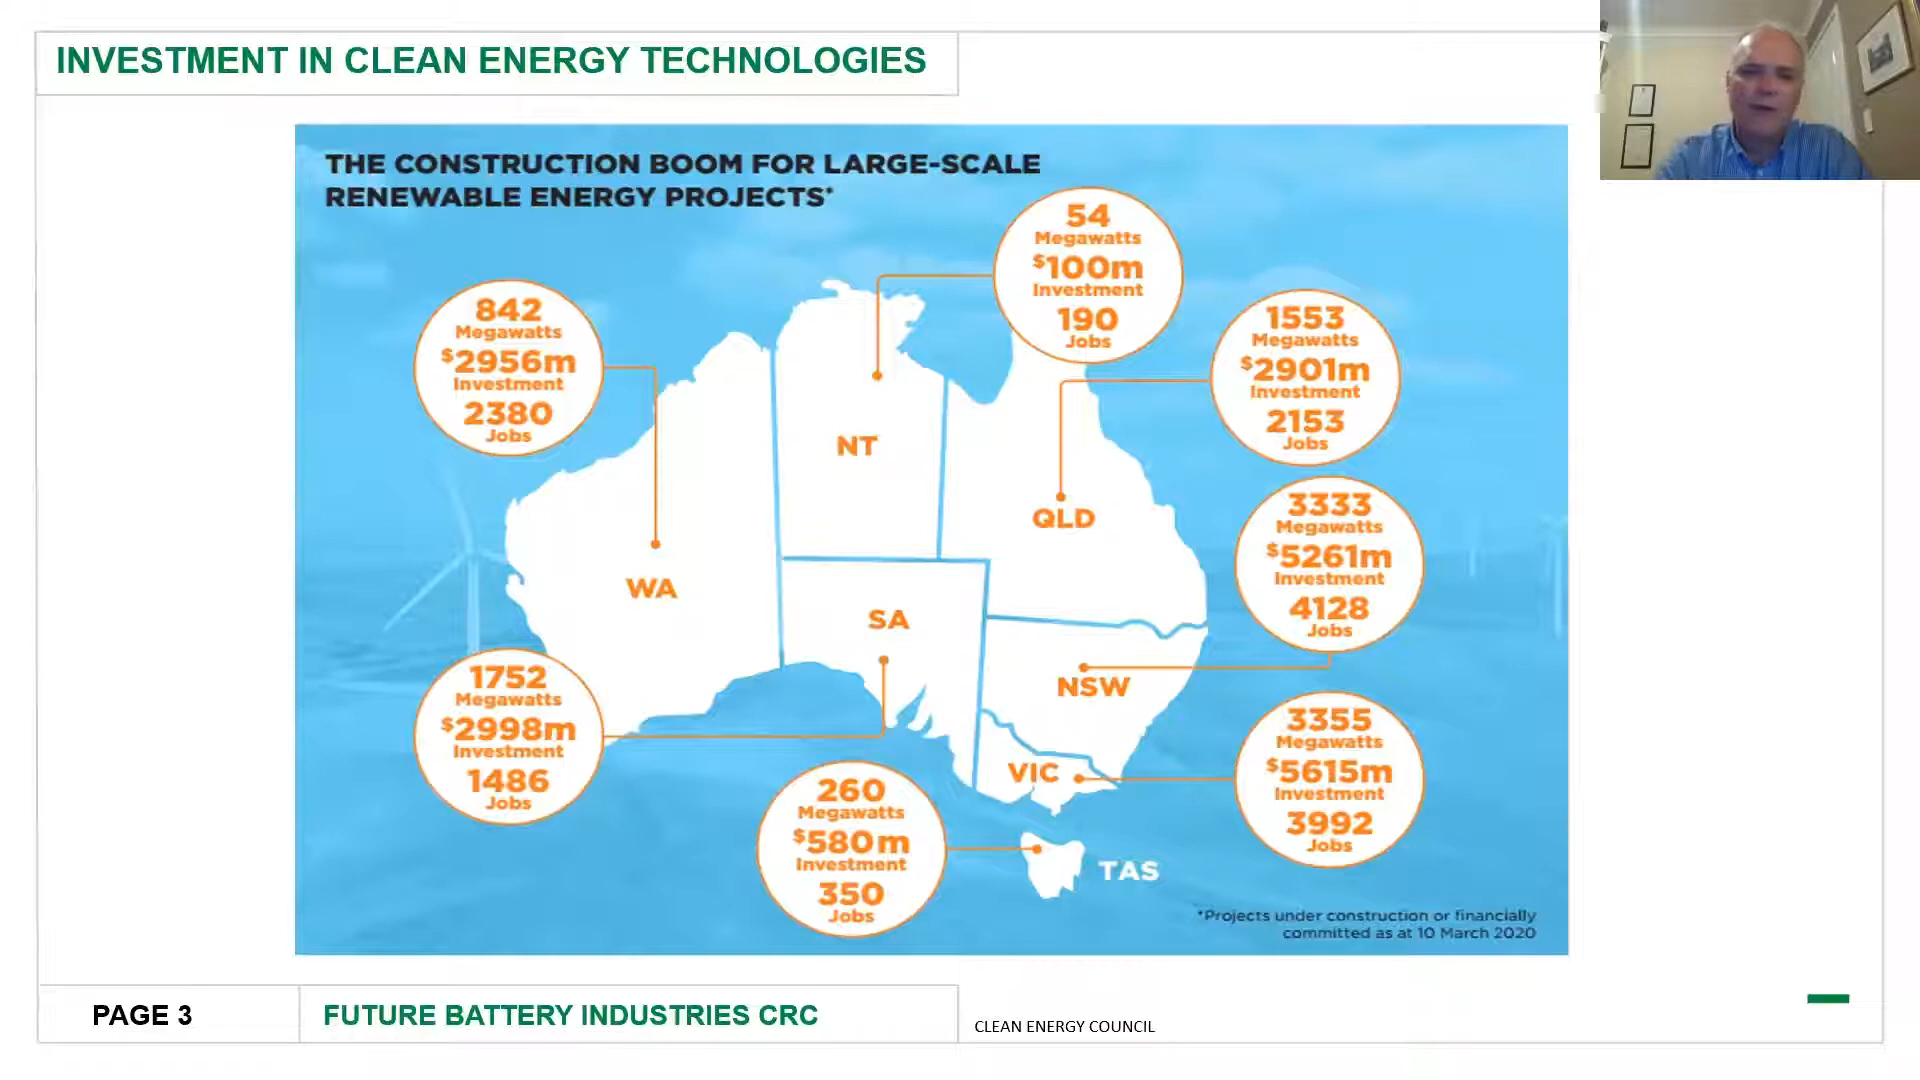 INVESTMENT IN CLEAN ENERGY TECHNOLOGIES
THE CONSTRUCTION BOOM FOR LARGE-SCALE
RENEWABLE ENERGY PROJECTS*
54
Megawatts
$100m
Investment
190
Jobs
842
Megawatts
$2956m
Investment
2380
Jobs
1553
Megawatts
$2901m
Investment
2153
Jobs
NT
QLD
3333
Megawatts
$5261m
Investment
4128
Jobs
WA
SA
NSW
1752
Megawatts
$2998m
Investment
1486
Jobs
3355
Megawatts
$5615m
Investment
3992
Jobs
VIC
260
Megawatts
$580m
Investment
350
Jobs
TAS
*Projects under construction or financially
committed as at 10 March 2020
PAGE 3
FUTURE BATTERY INDUSTRIES CRC
CLEAN ENERGY COUNCIL